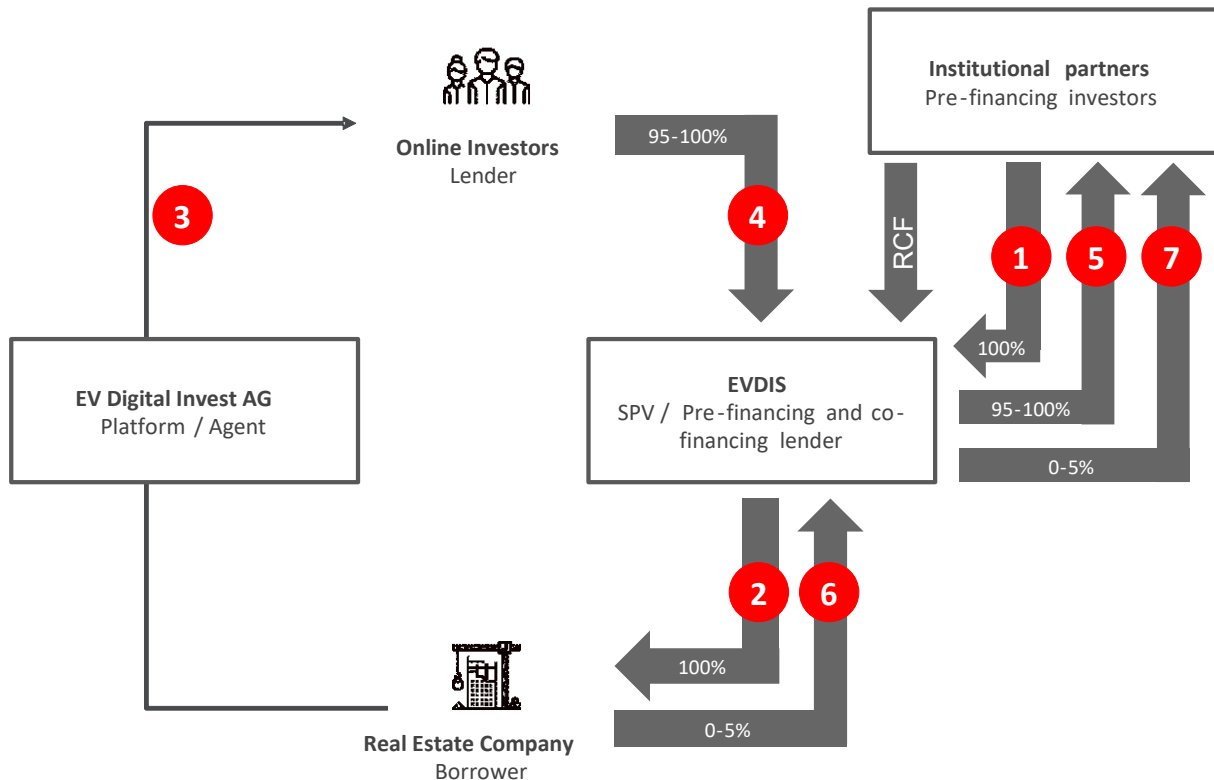 Institutional partners
Pre-financing investors
Online Investors
Lender
95-100%
3
4
RCF
1
5
7
100%
EV Digital Invest AG
Platform / Agent
EVDIS
SPV / Pre-financing and co-
financing lender
95-100%
0-5%
2
6
100%
0-5%
Real Estate Company
Borrower